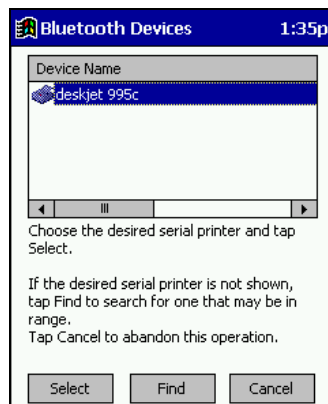 Bluetooth Devices 1:35p
Device Name
deskjet 995c
Choose the desired serial printer and tap
Select.
If the desired serial printer is not shown,
tap Find to search for one that may be in
range.
Tap Cancel to abandon this operation.
Select Find Cancel